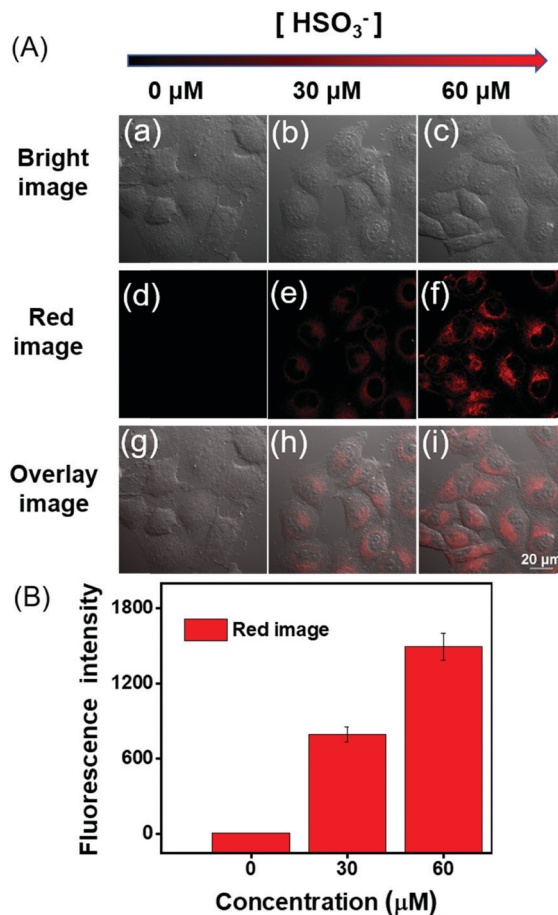 [ HSO₃⁻ ]
(A)
0 μM 30 μM 60 μM
Bright image
(a) (b) (c)
Red image
(d) (e) (f)
Overlay image
(g) (h) (i)
20 μm
(B)
Fluorescence intensity
1800
1200
600
0
Red image
0 30 60
Concentration (μM)